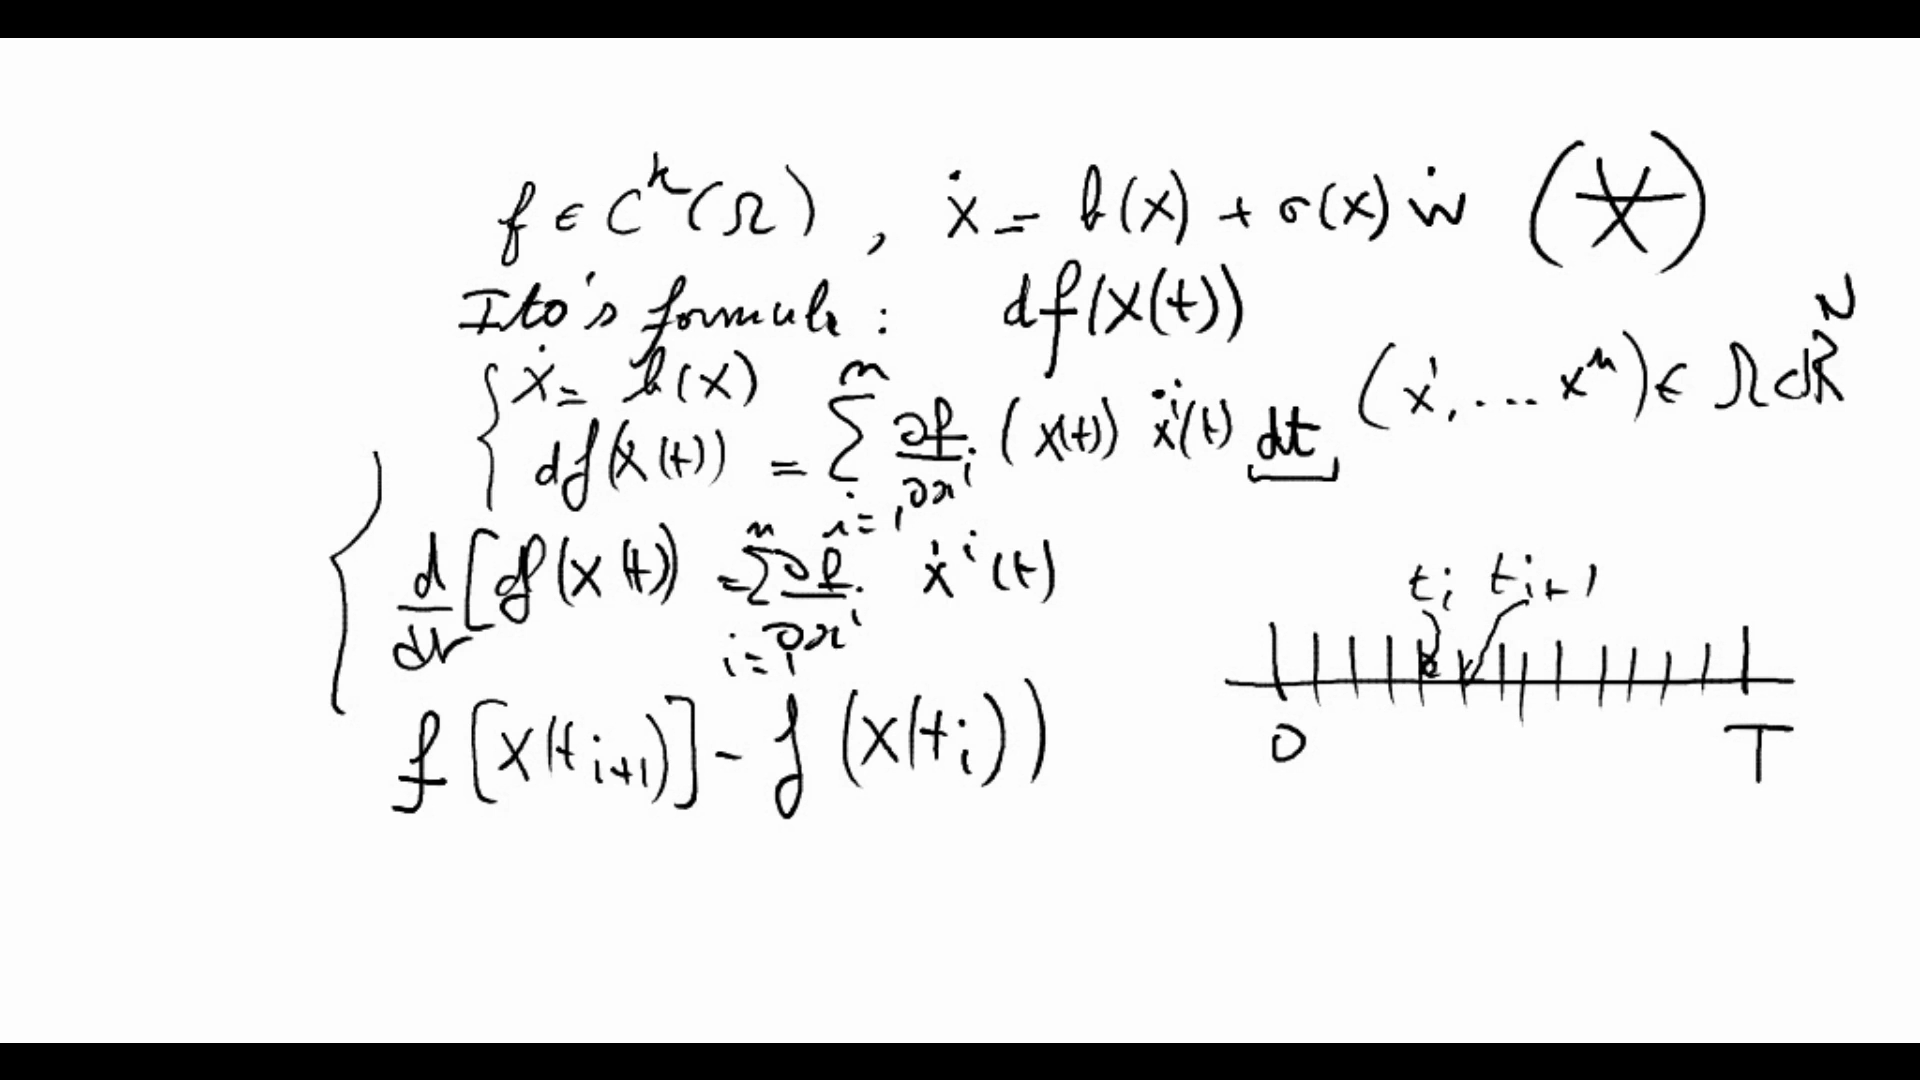 f ∈ C^k(Ω), ẋ = b(x) + σ(x) ẇ (*)
Ito's formula : df(x(t))
{ ẋ = b(x) (x^1, ... x^n) ∈ Ω ⊂ ℝ^N
df(x(t)) = ∑_{i=1}^n ∂f/∂x^i (x(t)) ẋ^i(t) dt
d/dt [f(x(t)) = ∑_{i=1}^n ∂f/∂x^i ẋ^i(t)
t_i t_{i+1}
f[x(t_{i+1})] - f(x(t_i))
0 T